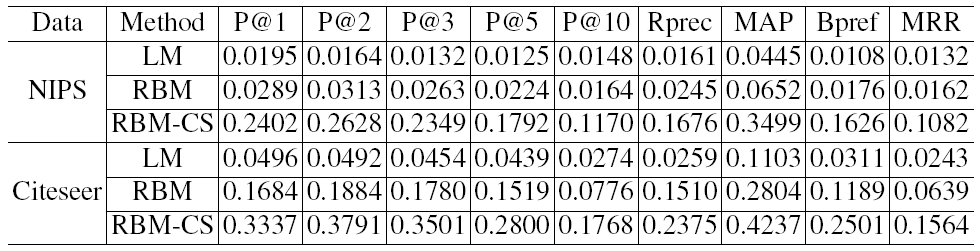 Data Method P@1 P@2 P@3 P@5 P@10 Rprec MAP Bpref MRR
NIPS LM 0.0195 0.0164 0.0132 0.0125 0.0148 0.0161 0.0445 0.0108 0.0132
RBM 0.0289 0.0313 0.0263 0.0224 0.0164 0.0245 0.0652 0.0176 0.0162
RBM-CS 0.2402 0.2628 0.2349 0.1792 0.1170 0.1676 0.3499 0.1626 0.1082
Citeseer LM 0.0496 0.0492 0.0454 0.0439 0.0274 0.0259 0.1103 0.0311 0.0243
RBM 0.1684 0.1884 0.1780 0.1519 0.0776 0.1510 0.2804 0.1189 0.0639
RBM-CS 0.3337 0.3791 0.3501 0.2800 0.1768 0.2375 0.4237 0.2501 0.1564